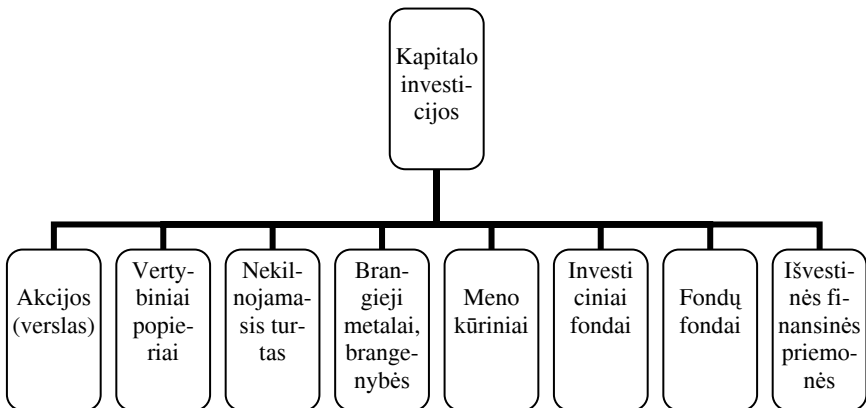 Kapitalo
investi-
cijos
Akcijos
(verslas)
Verty-
biniai
popie-
riai
Nekil-
nojama-
sis tur-
tas
Bran-
gieji
metalai,
brange-
nybės
Meno
kūriniai
Investi
ciniai
fondai
Fondų
fondai
Išvesti-
nės fi-
nansinės
priemo-
nės